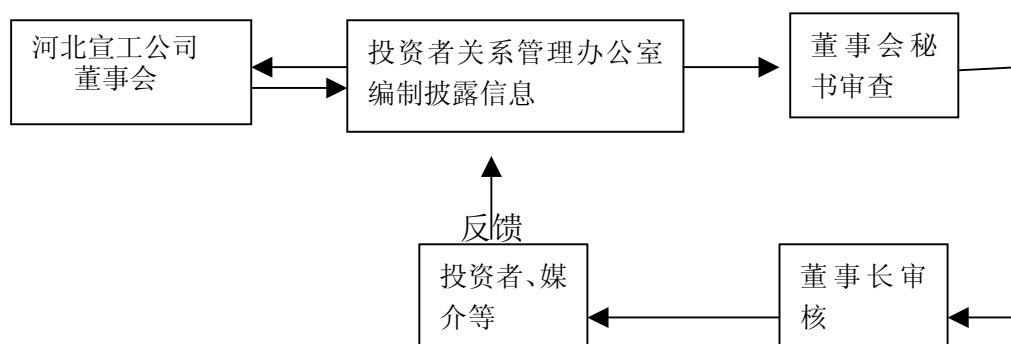 河北宣工公司
董事会
投资者关系管理办公室
编制披露信息
董事会秘
书审查
反馈
投资者、媒
介等
董事长审
核